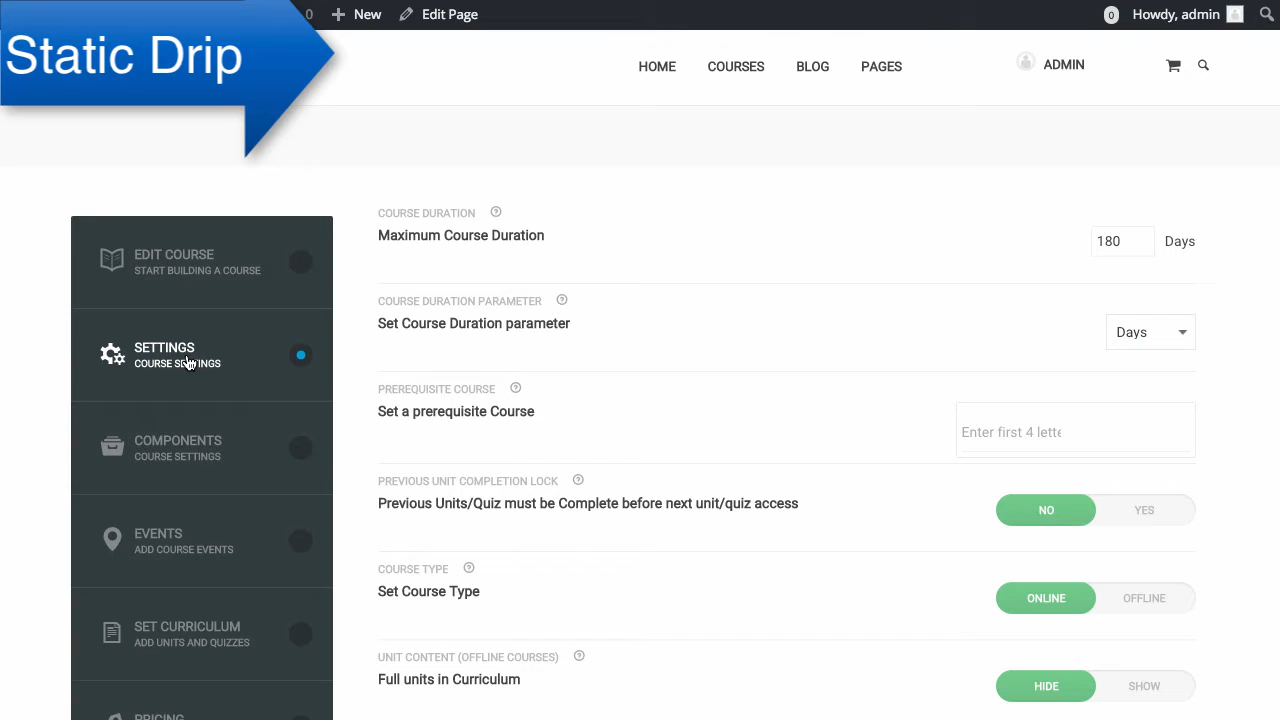 0
New
Edit Page
0
Howdy, admin
Static Drip
HOME
COURSES
BLOG
PAGES
ADMIN
EDIT COURSE
START BUILDING A COURSE
SETTINGS
COURSE SETTINGS
COMPONENTS
COURSE SETTINGS
EVENTS
ADD COURSE EVENTS
SET CURRICULUM
ADD UNITS AND QUIZZES
PRICING
COURSE DURATION
Maximum Course Duration
180
Days
COURSE DURATION PARAMETER
Set Course Duration parameter
Days
PREREQUISITE COURSE
Set a prerequisite Course
Enter first 4 lette
PREVIOUS UNIT COMPLETION LOCK
Previous Units/Quiz must be Complete before next unit/quiz access
NO
YES
COURSE TYPE
Set Course Type
ONLINE
OFFLINE
UNIT CONTENT (OFFLINE COURSES)
Full units in Curriculum
HIDE
SHOW